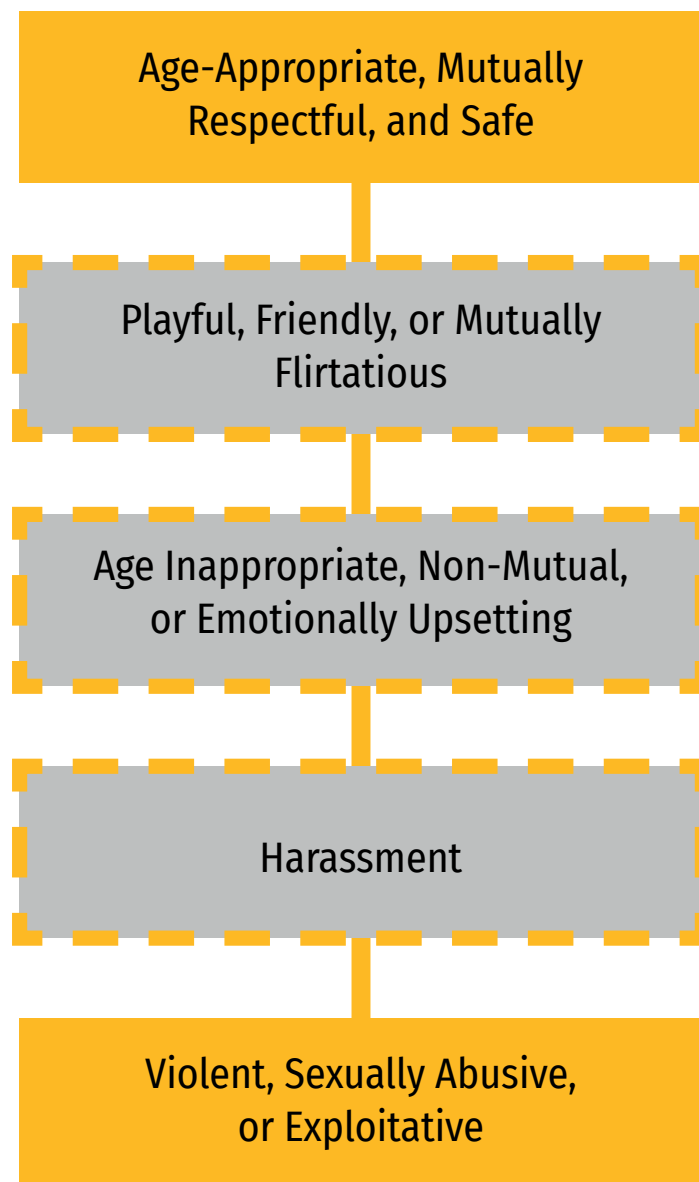 Age-Appropriate, Mutually
Respectful, and Safe
Playful, Friendly, or Mutually
Flirtatious
Age Inappropriate, Non-Mutual,
or Emotionally Upsetting
Harassment
Violent, Sexually Abusive,
or Exploitative